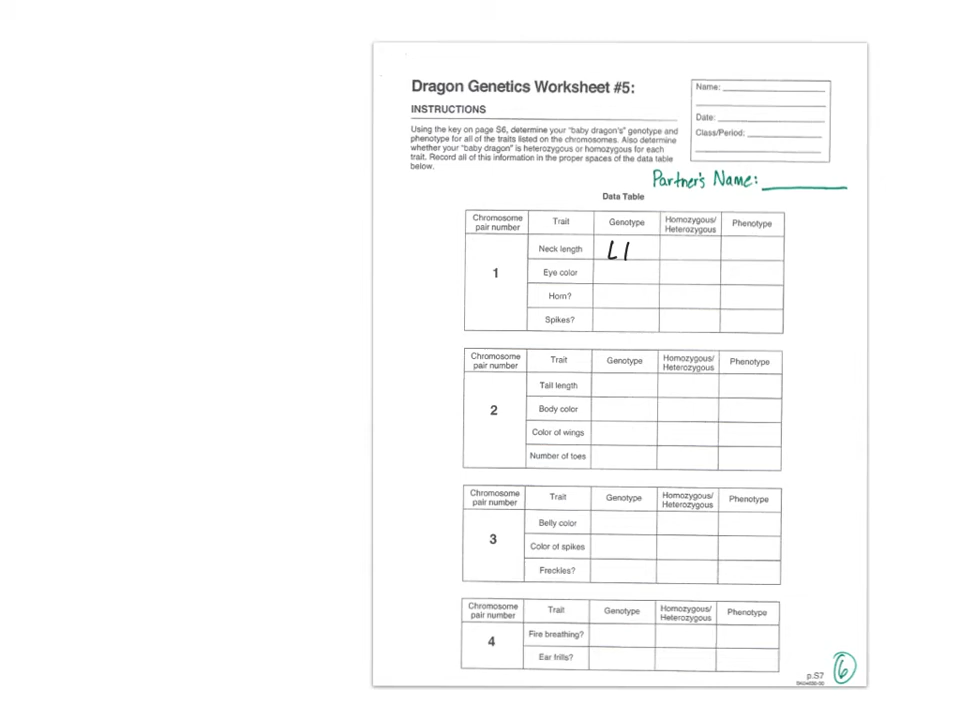 Dragon Genetics Worksheet #5:
INSTRUCTIONS
Using the key on page S6, determine your "baby dragon's" genotype and
phenotype for all of the traits listed on the chromosomes. Also determine
whether your "baby dragon" is heterozygous or homozygous for each
trait. Record all of this information in the proper spaces of the data table
below.
Name:
Date:
Class/Period:
Partner's Name:
Data Table
Chromosome pair number Trait Genotype Homozygous/ Heterozygous Phenotype
1
Neck length Ll
Eye color
Horn?
Spikes?
Chromosome pair number Trait Genotype Homozygous/ Heterozygous Phenotype
2
Tail length
Body color
Color of wings
Number of toes
Chromosome pair number Trait Genotype Homozygous/ Heterozygous Phenotype
3
Belly color
Color of spikes
Freckles?
Chromosome pair number Trait Genotype Homozygous/ Heterozygous Phenotype
4
Fire breathing?
Ear frills?
p.S7
6